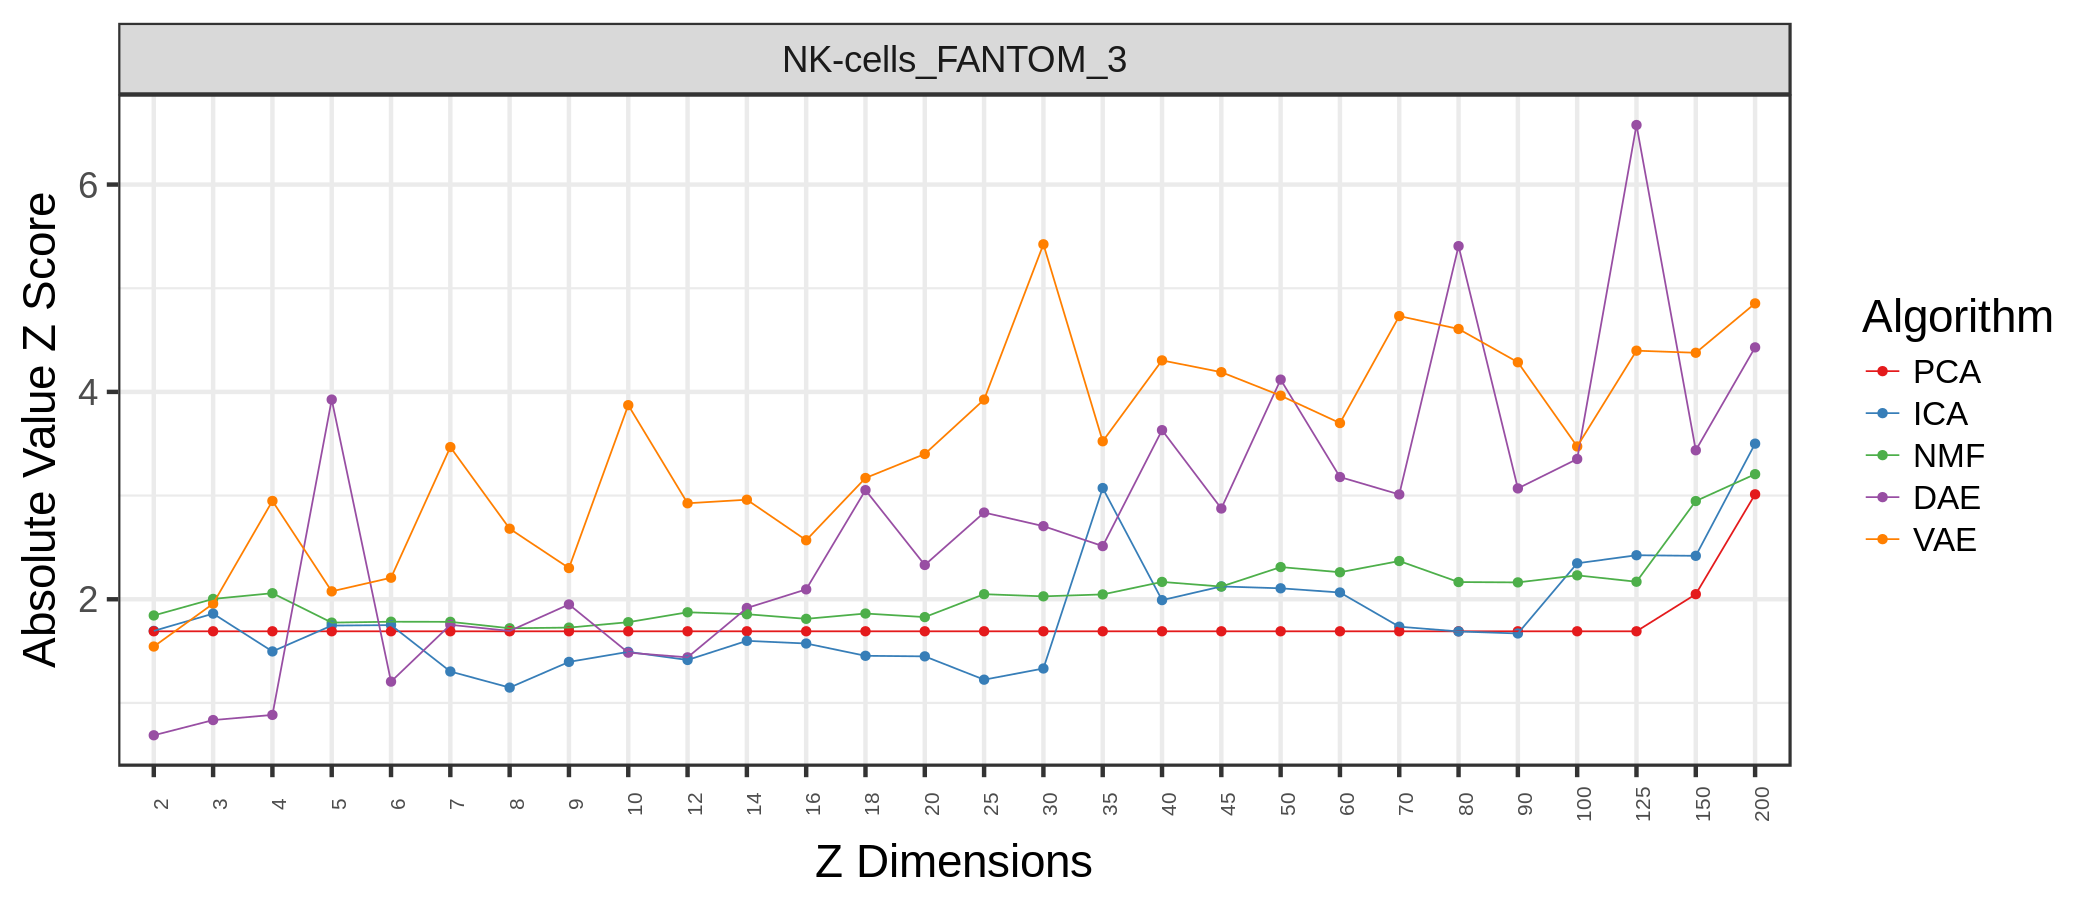 NK-cells_FANTOM_3
Absolute Value Z Score
6
4
2
2 3 4 5 6 7 8 9 10 12 14 16 18 20 25 30 35 40 45 50 60 70 80 90 100 125 150 200
Z Dimensions
Algorithm
PCA
ICA
NMF
DAE
VAE